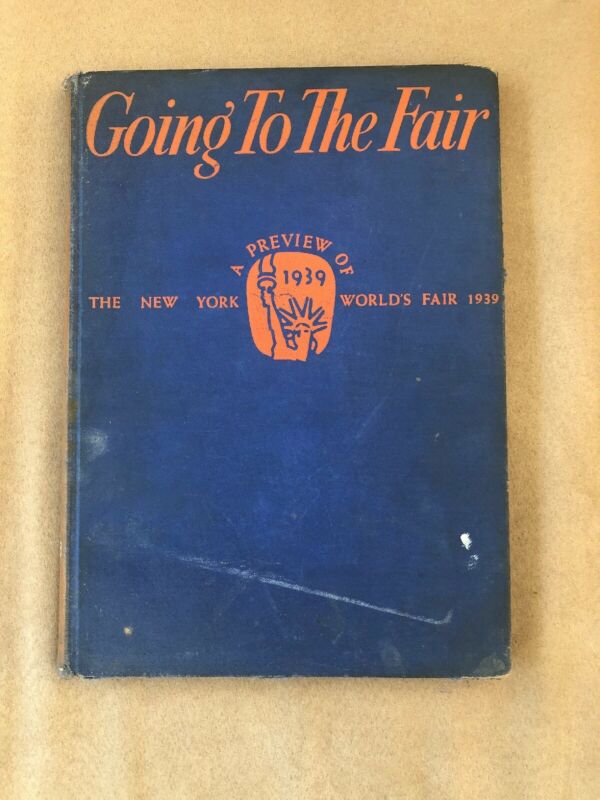 Going To The Fair
A PREVIEW OF
1939
THE NEW YORK WORLD'S FAIR 1939